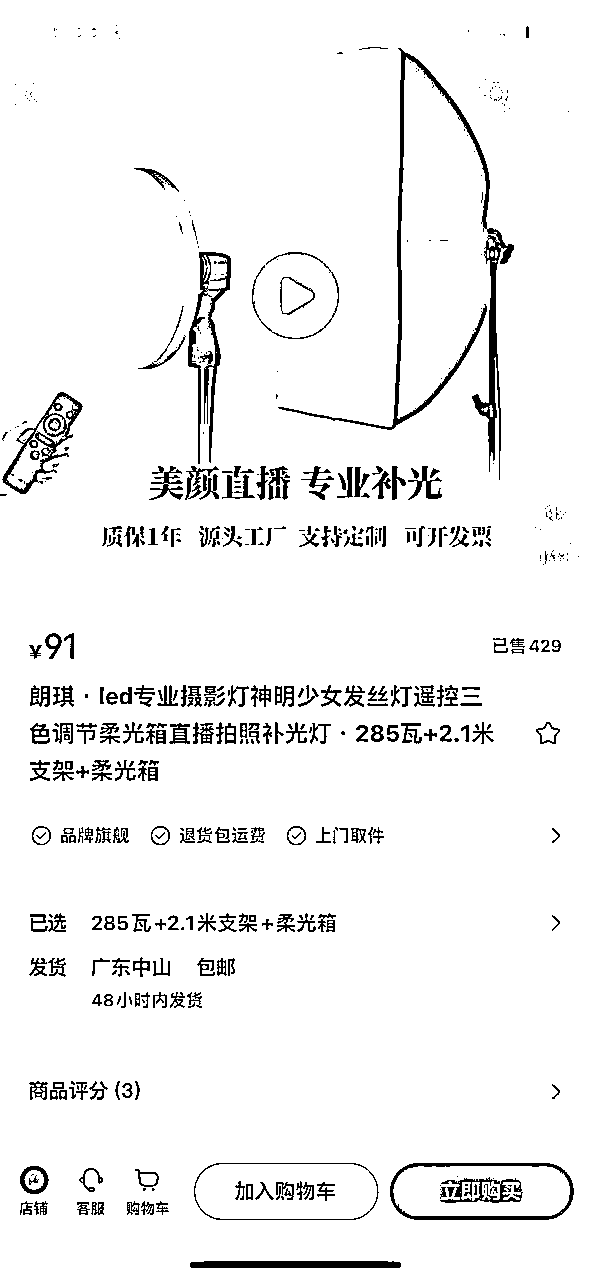 美颜直播 专业补光
质保1年 源头工厂 支持定制 可开发票
¥91
已售429
朗琪·led专业摄影灯神明少女发丝灯遥控三
色调节柔光箱直播拍照补光灯·285瓦+2.1米
支架+柔光箱
品牌旗舰 退货包运费 上门取件
已选 285瓦+2.1米支架+柔光箱
发货 广东中山 包邮
48小时内发货
商品评分 (3)
店铺 客服 购物车 加入购物车 立即购买